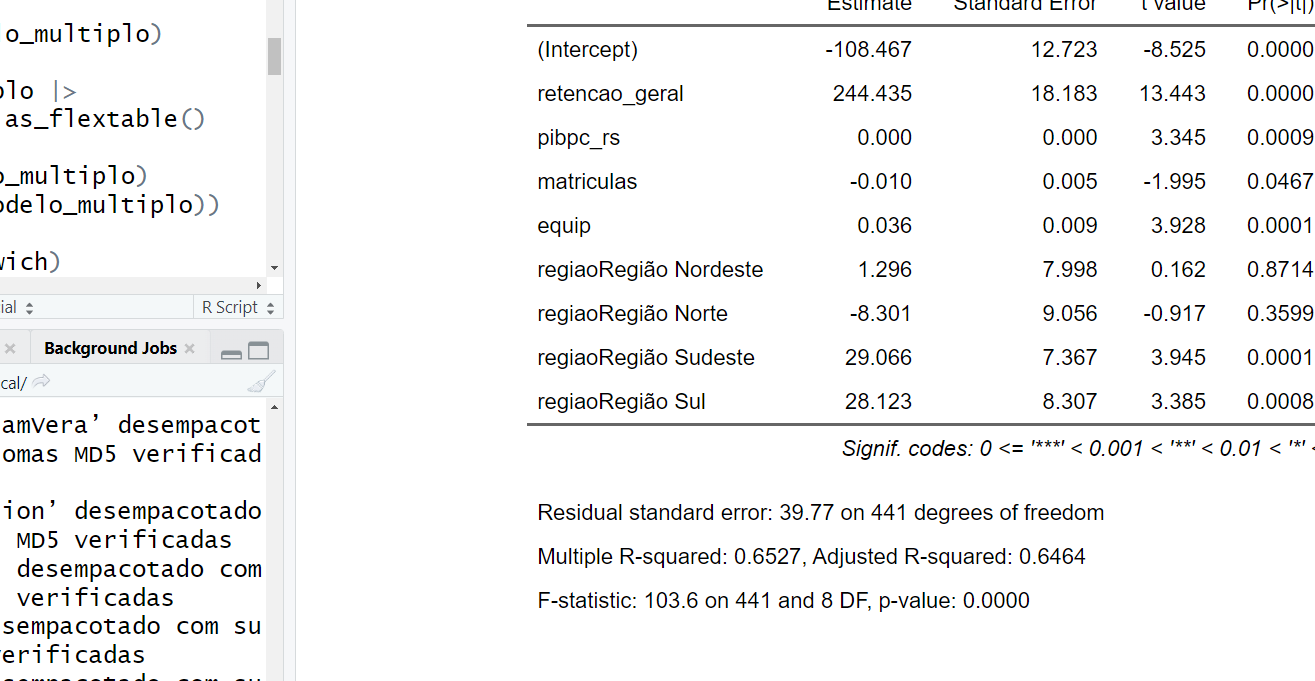 o_multiplo)
plo |>
as_flextable()
o_multiplo)
odelo_multiplo))
wich)
ial
R Script
Background Jobs
cal/
amVera’ desempacot
omas MD5 verificad
ion’ desempacotado
MD5 verificadas
desempacotado com
verificadas
sempacotado com su
verificadas
sempacotado com su
Estimate Standard Error t value Pr(>|t|)
(Intercept) -108.467 12.723 -8.525 0.0000
retencao_geral 244.435 18.183 13.443 0.0000
pibpc_rs 0.000 0.000 3.345 0.0009
matriculas -0.010 0.005 -1.995 0.0467
equip 0.036 0.009 3.928 0.0001
regiaoRegião Nordeste 1.296 7.998 0.162 0.8714
regiaoRegião Norte -8.301 9.056 -0.917 0.3599
regiaoRegião Sudeste 29.066 7.367 3.945 0.0001
regiaoRegião Sul 28.123 8.307 3.385 0.0008
Signif. codes: 0 <= '***' < 0.001 < '**' < 0.01 < '*' <
Residual standard error: 39.77 on 441 degrees of freedom
Multiple R-squared: 0.6527, Adjusted R-squared: 0.6464
F-statistic: 103.6 on 441 and 8 DF, p-value: 0.0000